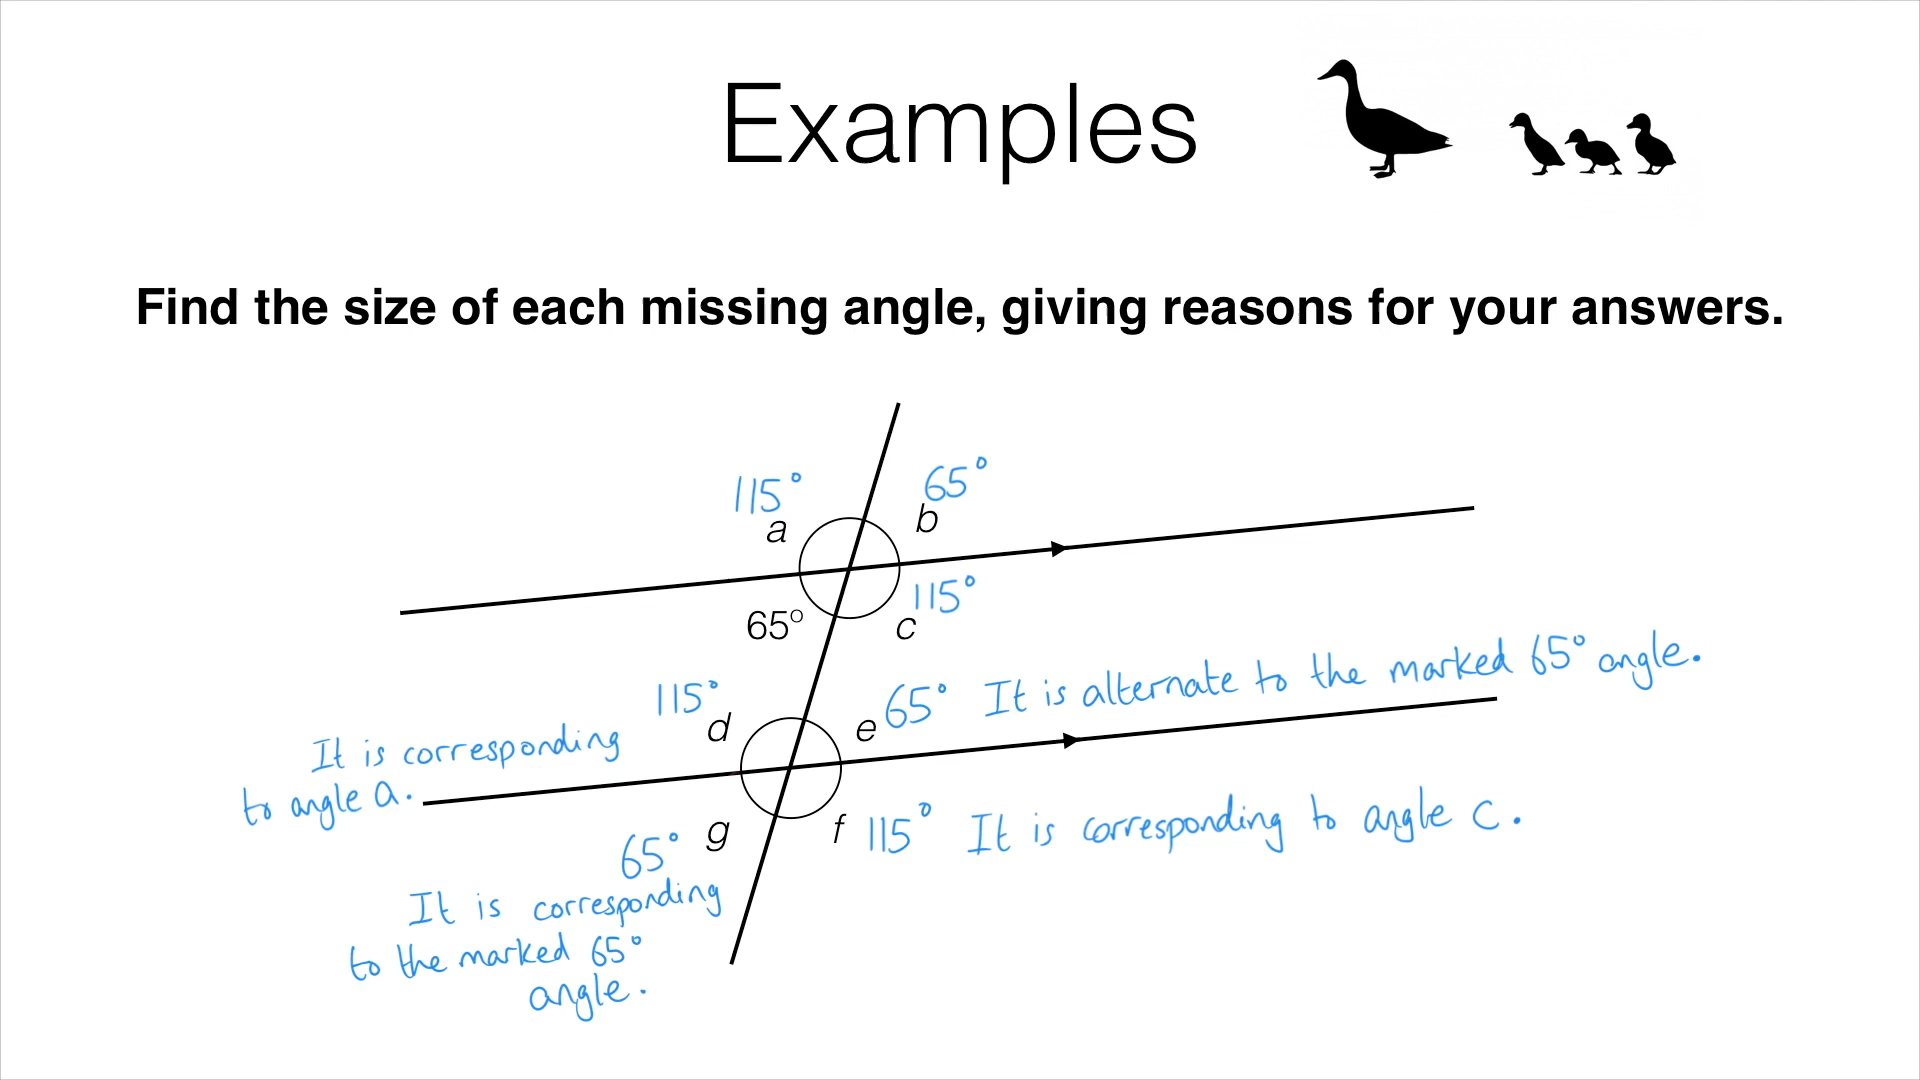 Examples
Find the size of each missing angle, giving reasons for your answers.
115°
65°
a
b
115°
65º
c
115°
d
e
65° It is alternate to the marked 65° angle.
It is corresponding
to angle a.
g
f
115° It is corresponding to angle c.
65°
It is corresponding
to the marked 65°
angle.